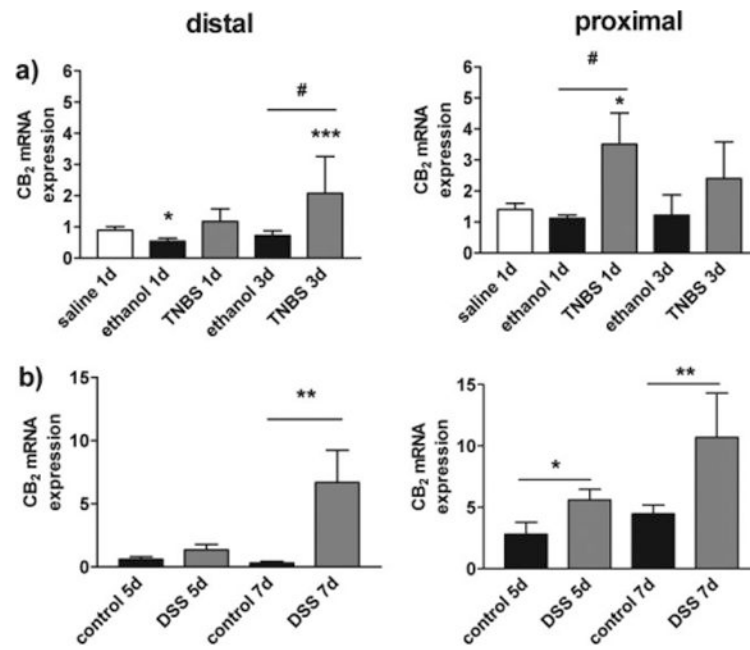 distal
proximal
a)
CB₂ mRNA
expression
6
5
4
3
2
1
0
*
#
***
saline 1d
ethanol 1d
TNBS 1d
ethanol 3d
TNBS 3d
CB₂ mRNA
expression
6
5
4
3
2
1
0
#
*
saline 1d
ethanol 1d
TNBS 1d
ethanol 3d
TNBS 3d
b)
CB₂ mRNA
expression
15
10
5
0
**
control 5d
DSS 5d
control 7d
DSS 7d
CB₂ mRNA
expression
15
10
5
0
*
**
control 5d
DSS 5d
control 7d
DSS 7d